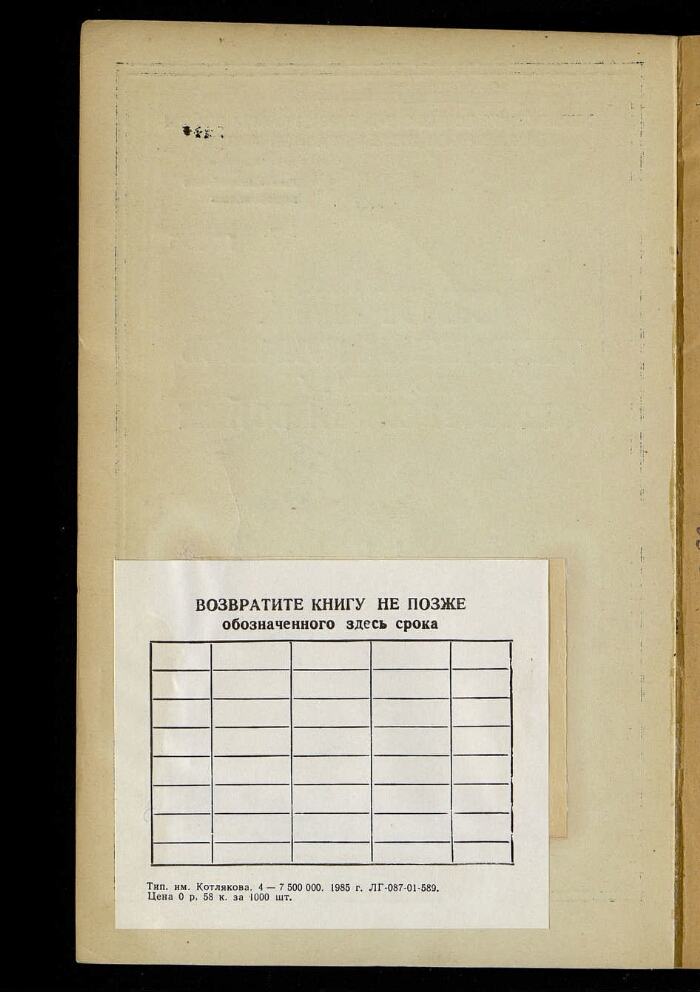 ВОЗВРАТИТЕ КНИГУ НЕ ПОЗЖЕ
обозначенного здесь срока
Тип. им. Котлякова. 4 — 7 500 000. 1985 г. ЛГ-087-01-589.
Цена 0 р. 58 к. за 1000 шт.